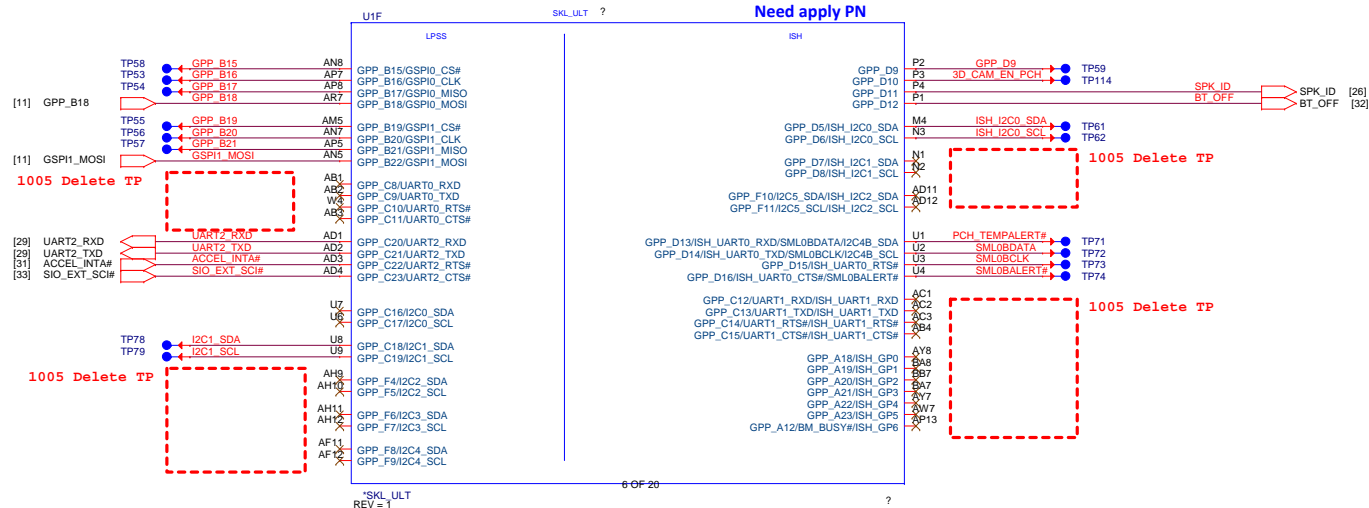 U1F SKL_ULT ? Need apply PN
LPSS ISH
TP58 GPP_B15 AN8 GPP_B15/GSPI0_CS#
TP53 GPP_B16 AP7 GPP_B16/GSPI0_CLK
TP54 GPP_B17 AP8 GPP_B17/GSPI0_MISO
[11] GPP_B18 GPP_B18 AR7 GPP_B18/GSPI0_MOSI
TP55 GPP_B19 AM5 GPP_B19/GSPI1_CS#
TP56 GPP_B20 AN7 GPP_B20/GSPI1_CLK
TP57 GPP_B21 AP5 GPP_B21/GSPI1_MISO
[11] GSPI1_MOSI GSPI1_MOSI AN5 GPP_B22/GSPI1_MOSI
1005 Delete TP
AB1 GPP_C8/UART0_RXD
AB2 GPP_C9/UART0_TXD
W4 GPP_C10/UART0_RTS#
AB3 GPP_C11/UART0_CTS#
[29] UART2_RXD UART2_RXD AD1 GPP_C20/UART2_RXD
[29] UART2_TXD UART2_TXD AD2 GPP_C21/UART2_TXD
[31] ACCEL_INTA# ACCEL_INTA# AD3 GPP_C22/UART2_RTS#
[33] SIO_EXT_SCI# SIO_EXT_SCI# AD4 GPP_C23/UART2_CTS#
U7 GPP_C16/I2C0_SDA
U6 GPP_C17/I2C0_SCL
TP78 I2C1_SDA U8 GPP_C18/I2C1_SDA
TP79 I2C1_SCL U9 GPP_C19/I2C1_SCL
1005 Delete TP
AH9 GPP_F4/I2C2_SDA
AH10 GPP_F5/I2C2_SCL
AH11 GPP_F6/I2C3_SDA
AH12 GPP_F7/I2C3_SCL
AF11 GPP_F8/I2C4_SDA
AF12 GPP_F9/I2C4_SCL
GPP_D9 P2 GPP_D9 TP59
GPP_D10 P3 3D_CAM_EN_PCH TP114
GPP_D11 P4 SPK_ID SPK_ID [26]
GPP_D12 P1 BT_OFF BT_OFF [32]
GPP_D5/ISH_I2C0_SDA M4 ISH_I2C0_SDA TP61
GPP_D6/ISH_I2C0_SCL N3 ISH_I2C0_SCL TP62
GPP_D7/ISH_I2C1_SDA N1 1005 Delete TP
GPP_D8/ISH_I2C1_SCL N2
GPP_F10/I2C5_SDA/ISH_I2C2_SDA AD11
GPP_F11/I2C5_SCL/ISH_I2C2_SCL AD12
GPP_D13/ISH_UART0_RXD/SML0BDATA/I2C4B_SDA U1 PCH_TEMPALERT# TP71
GPP_D14/ISH_UART0_TXD/SML0BCLK/I2C4B_SCL U2 SML0BDATA TP72
GPP_D15/ISH_UART0_RTS# U3 SML0BCLK TP73
GPP_D16/ISH_UART0_CTS#/SML0BALERT# U4 SML0BALERT# TP74
GPP_C12/UART1_RXD/ISH_UART1_RXD AC1 1005 Delete TP
GPP_C13/UART1_TXD/ISH_UART1_TXD AC2
GPP_C14/UART1_RTS#/ISH_UART1_RTS# AC3
GPP_C15/UART1_CTS#/ISH_UART1_CTS# AB4
GPP_A18/ISH_GP0 AY8
GPP_A19/ISH_GP1 BA8
GPP_A20/ISH_GP2 BB7
GPP_A21/ISH_GP3 BA7
GPP_A22/ISH_GP4 AY7
GPP_A23/ISH_GP5 AW7
GPP_A12/BM_BUSY#/ISH_GP6 AP13
6 OF 20
*SKL_ULT
REV = 1 ?